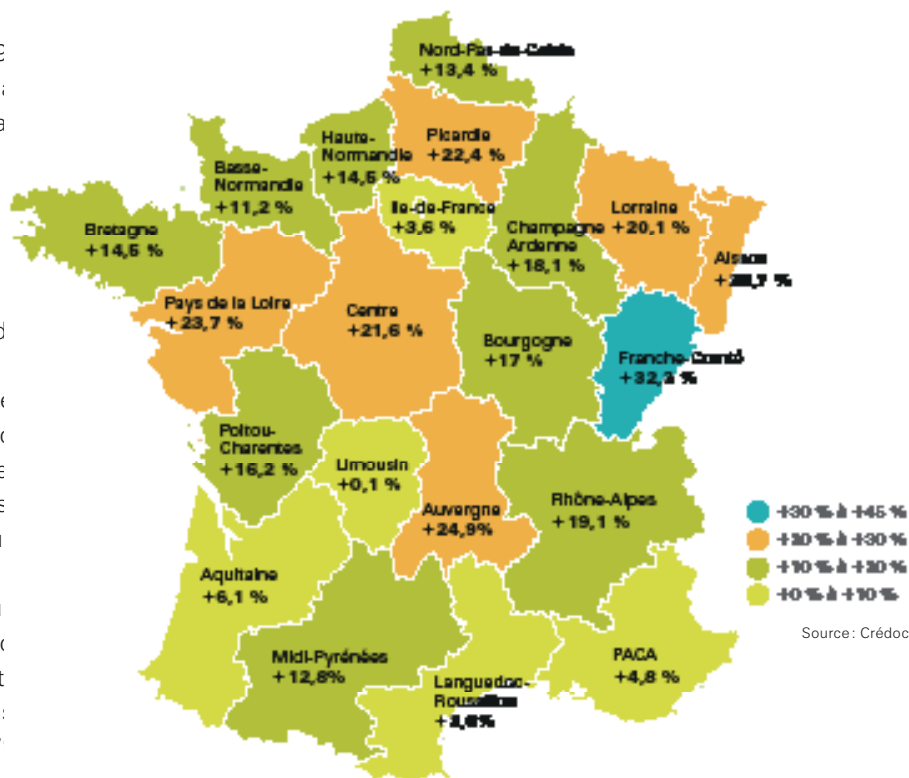 Nord-Pas-de-Calais
+13,4 %
Picardie
+22,4 %
Haute-
Normandie
+14,5 %
Basse-
Normandie
+11,2 %
Ile-de-France
+3,6 %
Champagne
Ardenne
+18,1 %
Lorraine
+20,1 %
Alsace
Bretagne
+14,5 %
Pays de la Loire
+23,7 %
Centre
+21,6 %
Bourgogne
+17 %
Franche-Comté
Poitou-
Charentes
+16,2 %
Limousin
+0,1 %
Auvergne
+24,9%
Rhône-Alpes
+19,1 %
Aquitaine
+6,1 %
Midi-Pyrénées
+12,8%
Languedoc-
Roussillon
PACA
+4,8 %
+30 % à +45 %
+20 % à +30 %
+10 % à +20 %
+0 % à +10 %
Source: Crédoc